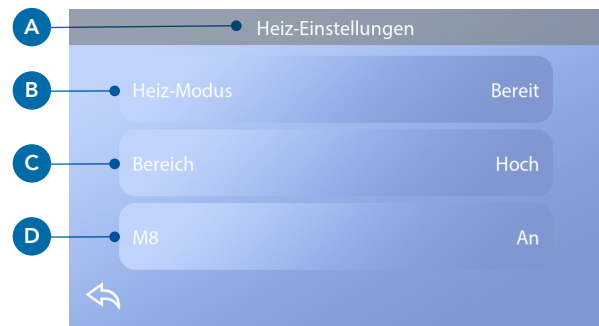 A Heiz-Einstellungen
B Heiz-Modus Bereit
C Bereich Hoch
D M8 An